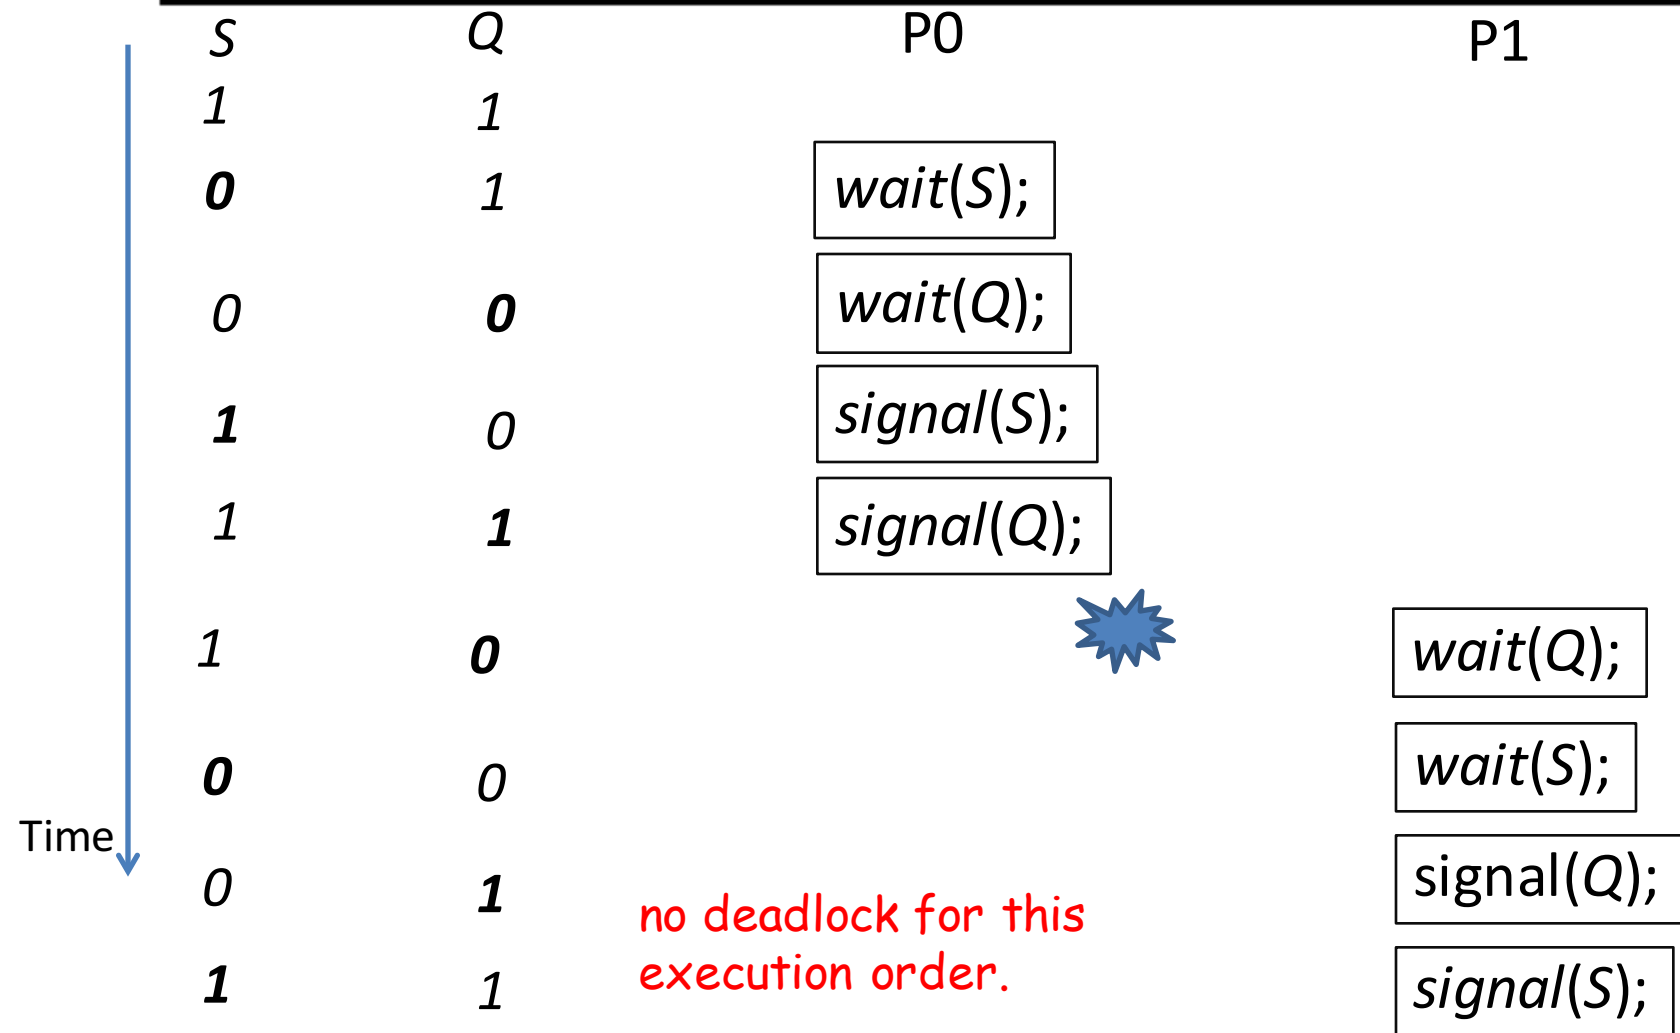 S Q P0 P1
1 1
0 1 wait(S);
0 0 wait(Q);
1 0 signal(S);
1 1 signal(Q);
1 0 wait(Q);
0 0 wait(S);
Time
0 1 signal(Q);
no deadlock for this
execution order.
1 1 signal(S);